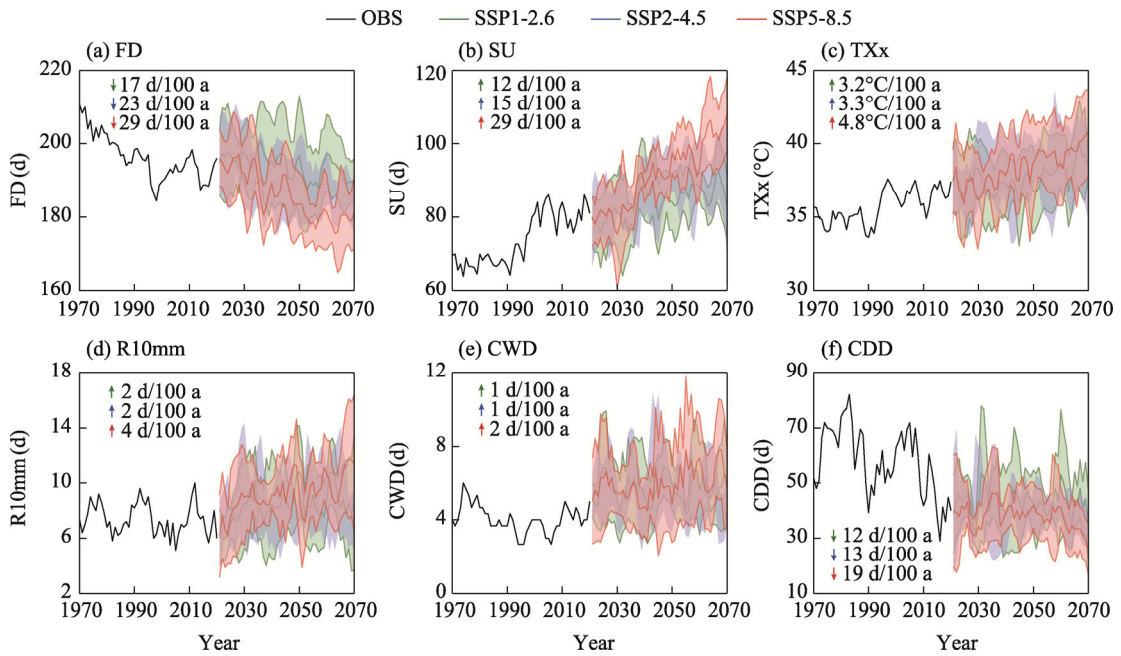 OBS SSP1-2.6 SSP2-4.5 SSP5-8.5
(a) FD
220
200
180
160
FD (d)
↓17 d/100 a
↓23 d/100 a
↓29 d/100 a
1970 1990 2010 2030 2050 2070
(b) SU
120
100
80
60
SU (d)
↑12 d/100 a
↑15 d/100 a
↑29 d/100 a
1970 1990 2010 2030 2050 2070
(c) TXx
45
40
35
30
TXx (°C)
↑3.2°C/100 a
↑3.3°C/100 a
↑4.8°C/100 a
1970 1990 2010 2030 2050 2070
(d) R10mm
18
14
10
6
2
R10mm (d)
↑2 d/100 a
↑2 d/100 a
↑4 d/100 a
1970 1990 2010 2030 2050 2070
Year
(e) CWD
12
8
4
0
CWD (d)
↑1 d/100 a
↑1 d/100 a
↑2 d/100 a
1970 1990 2010 2030 2050 2070
Year
(f) CDD
90
70
50
30
10
CDD (d)
↓12 d/100 a
↓13 d/100 a
↓19 d/100 a
1970 1990 2010 2030 2050 2070
Year